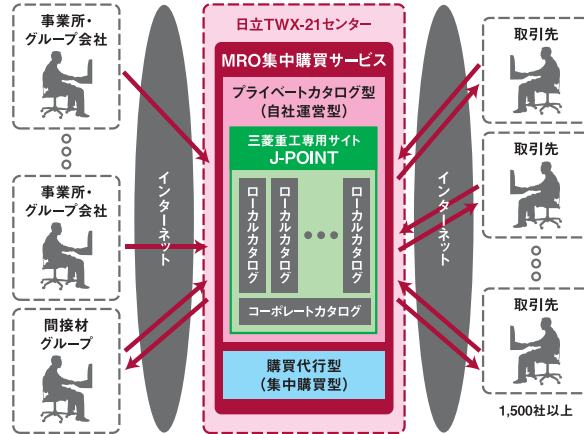 事業所・
グループ会社
事業所・
グループ会社
間接材
グループ
インターネット
日立TWX-21センター
MRO集中購買サービス
プライベートカタログ型
（自社運営型）
三菱重工専用サイト
J-POINT
ローカルカタログ
ローカルカタログ
ローカルカタログ
コーポレートカタログ
購買代行型
（集中購買型）
インターネット
取引先
取引先
取引先
1,500社以上